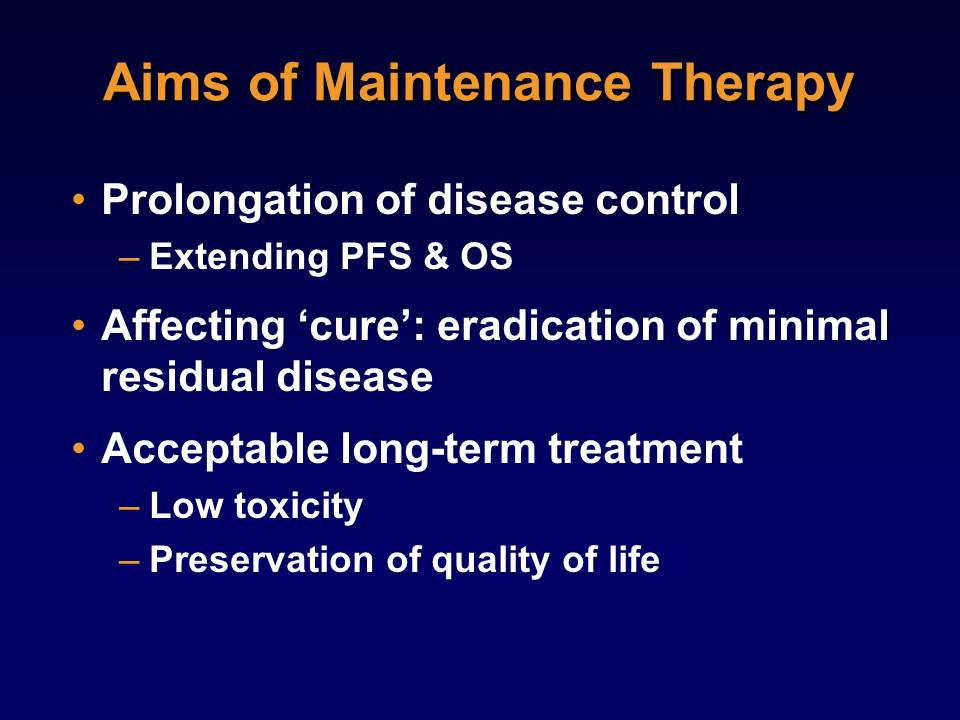 Aims of Maintenance Therapy
• Prolongation of disease control
– Extending PFS & OS
• Affecting ‘cure’: eradication of minimal
residual disease
• Acceptable long-term treatment
– Low toxicity
– Preservation of quality of life